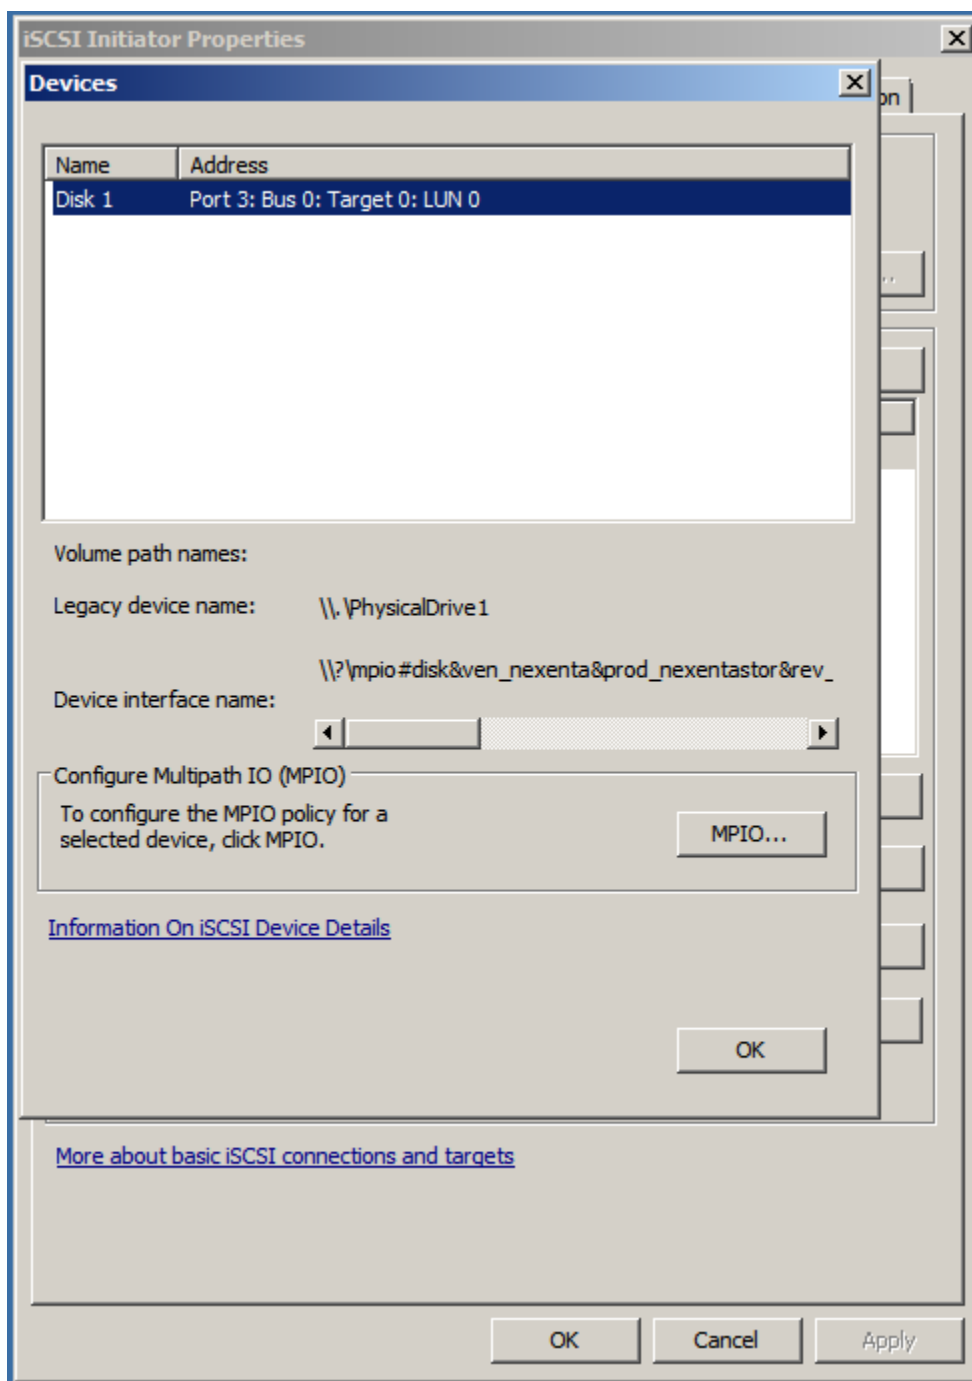 iSCSI Initiator Properties
Devices
on
Name Address
Disk 1 Port 3: Bus 0: Target 0: LUN 0
..
Volume path names:
Legacy device name: \\.\PhysicalDrive1
\\?\mpio#disk&ven_nexenta&prod_nexentastor&rev_
Device interface name:
Configure Multipath IO (MPIO)
To configure the MPIO policy for a
selected device, click MPIO.
MPIO...
Information On iSCSI Device Details
OK
More about basic iSCSI connections and targets
OK Cancel Apply